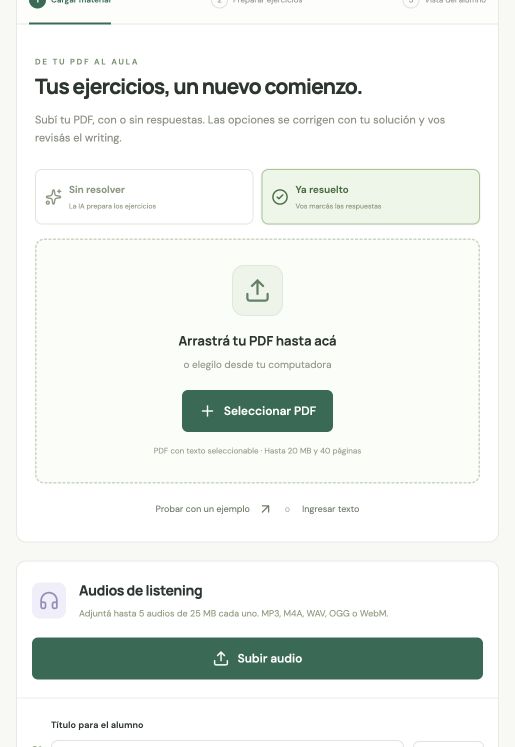 1 Cargar material 2 Preparar ejercicios 3 Vista del alumno
DE TU PDF AL AULA
Tus ejercicios, un nuevo comienzo.
Subí tu PDF, con o sin respuestas. Las opciones se corrigen con tu solución y vos
revisás el writing.
Sin resolver
La IA prepara los ejercicios
Ya resuelto
Vos marcás las respuestas
Arrastrá tu PDF hasta acá
o elegilo desde tu computadora
Seleccionar PDF
PDF con texto seleccionable · Hasta 20 MB y 40 páginas
Probar con un ejemplo o Ingresar texto
Audios de listening
Adjuntá hasta 5 audios de 25 MB cada uno. MP3, M4A, WAV, OGG o WebM.
Subir audio
Título para el alumno